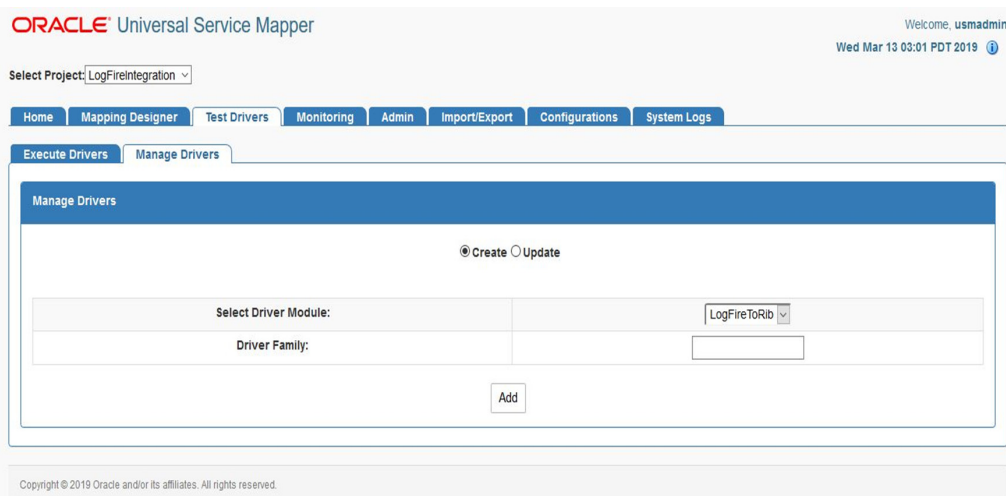 ORACLE® Universal Service Mapper
Welcome, usmadmin
Wed Mar 13 03:01 PDT 2019
Select Project: LogFireIntegration
Home Mapping Designer Test Drivers Monitoring Admin Import/Export Configurations System Logs
Execute Drivers Manage Drivers
Manage Drivers
Create Update
Select Driver Module: LogFireToRib
Driver Family:
Add
Copyright © 2019 Oracle and/or its affiliates. All rights reserved.